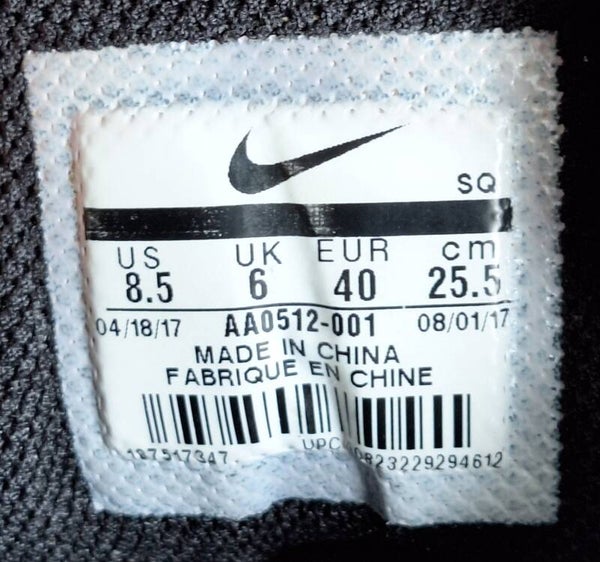 SQ
US UK EUR cm
8.5 6 40 25.5
04/18/17 AA0512-001 08/01/17
MADE IN CHINA
FABRIQUE EN CHINE
UPC